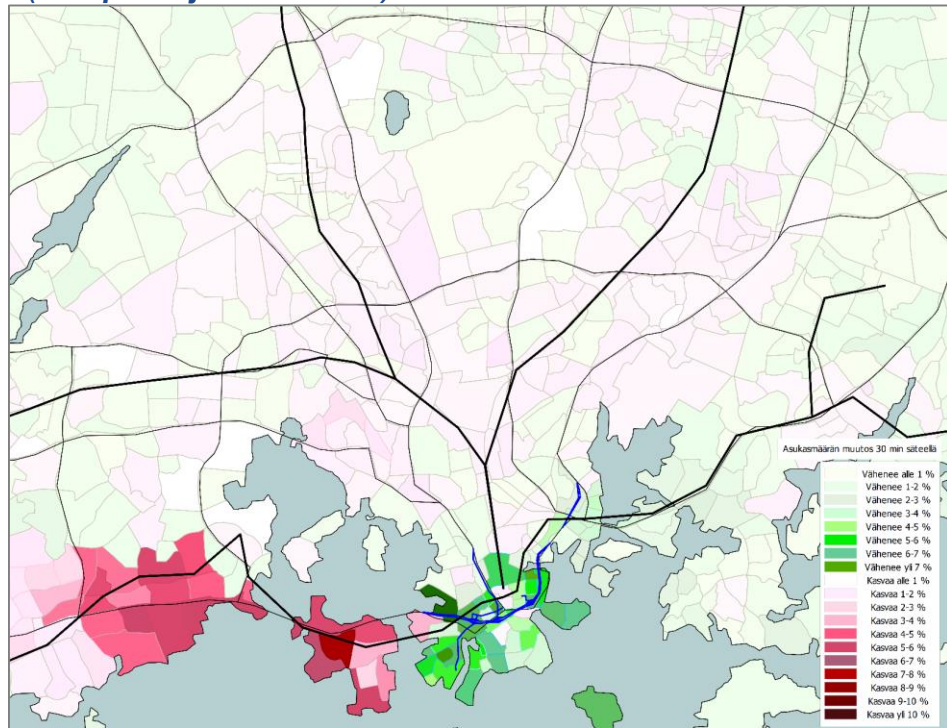 Asukasmäärän muutos 30 min säteellä
Vähenee alle 1 %
Vähenee 1-2 %
Vähenee 2-3 %
Vähenee 3-4 %
Vähenee 4-5 %
Vähenee 5-6 %
Vähenee 6-7 %
Vähenee yli 7 %
Kasvaa alle 1 %
Kasvaa 1-2 %
Kasvaa 2-3 %
Kasvaa 3-4 %
Kasvaa 4-5 %
Kasvaa 5-6 %
Kasvaa 6-7 %
Kasvaa 7-8 %
Kasvaa 8-9 %
Kasvaa 9-10 %
Kasvaa yli 10 %